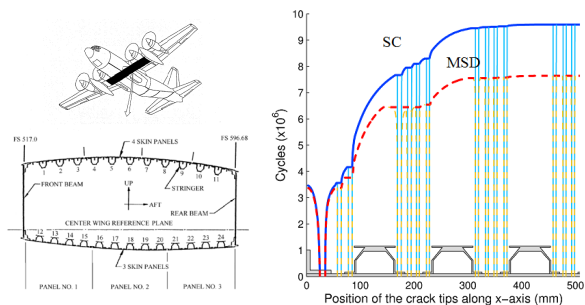 FS 517.0
FS 596.68
4 SKIN PANELS
1 2 3 4 5 6 7 8 9 10 11
FRONT BEAM
UP
AFT
STRINGER
REAR BEAM
CENTER WING REFERENCE PLANE
12 13 14 15 16 17 18 19 20 21 22 23 24
3 SKIN PANELS
PANEL NO. 1 PANEL NO. 2 PANEL NO. 3
Cycles (x10⁶)
10
9
8
7
6
5
4
3
2
1
0
SC
MSD
0 100 200 300 400 500
Position of the crack tips along x-axis (mm)